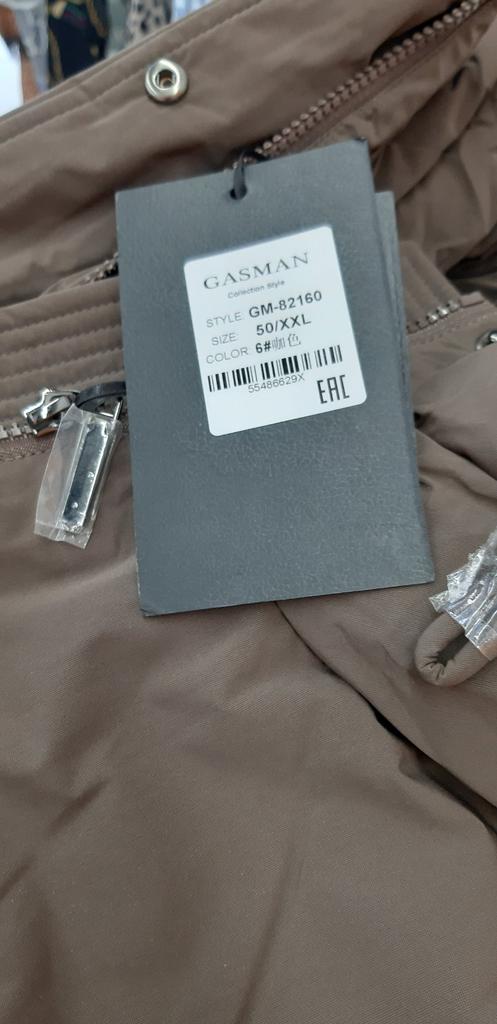 GASMAN
Collection Style
STYLE: GM-82160
SIZE: 50/XXL
COLOR: 6#咖色
55486629X
EAC